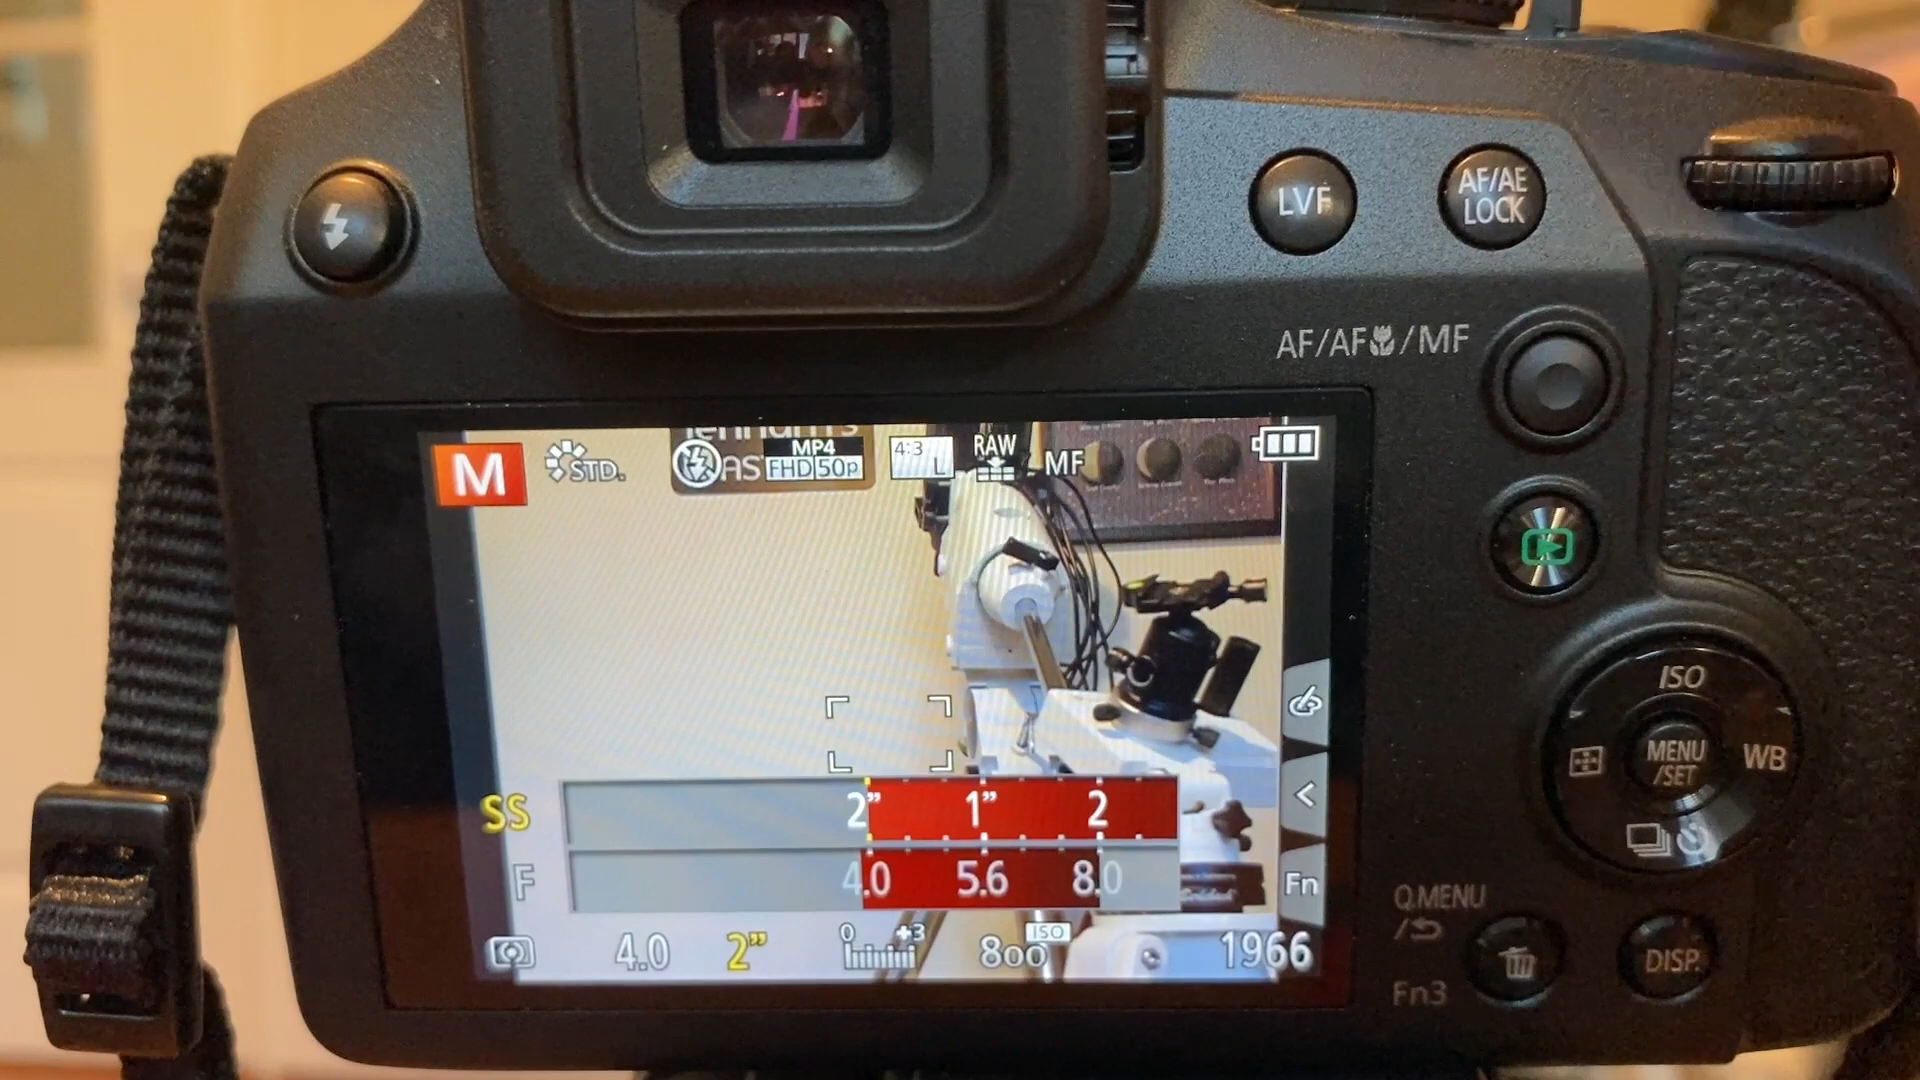 LVF
AF/AE
LOCK
AF/AF/MF
M
STD.
AS
MP4
FHD 50p
4:3
L
RAW
MF
SS
2” 1” 2
F
4.0 5.6 8.0
4.0 2” 0 +3 ISO 800 1966
<
Fn
ISO
MENU
/SET
WB
Q.MENU
/
Fn3
DISP.